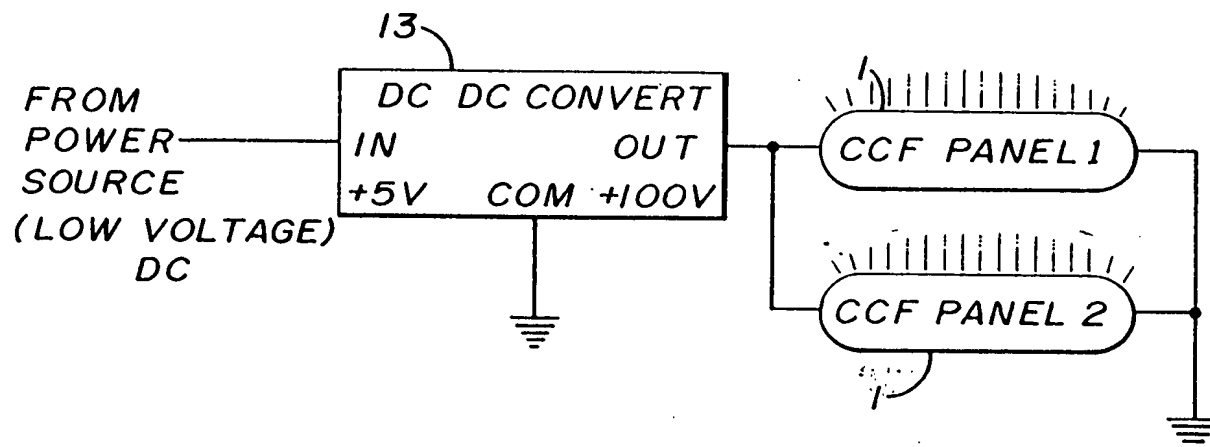 13
FROM
POWER
SOURCE
(LOW VOLTAGE)
DC
DC DC CONVERT
IN OUT
+5V COM +100V
1
CCF PANEL 1
CCF PANEL 2
1